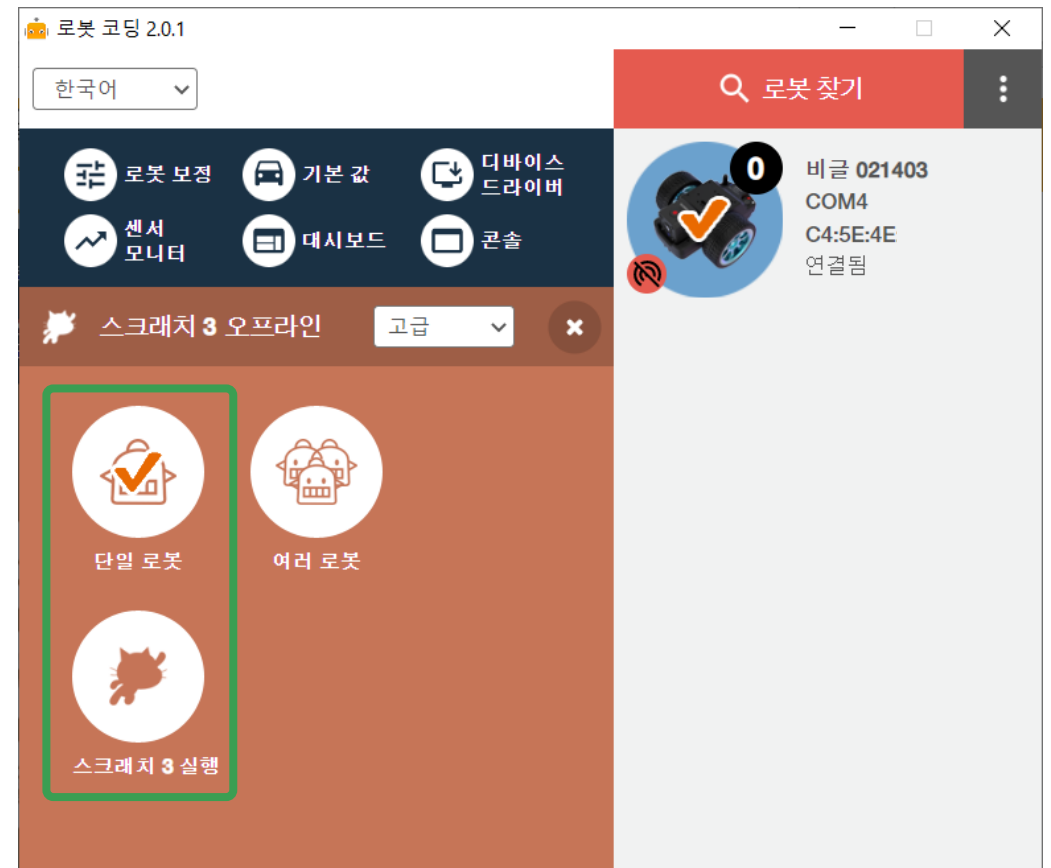 로봇 코딩 2.0.1
한국어
로봇 찾기
로봇 보정
기본 값
디바이스
드라이버
센서
모니터
대시보드
콘솔
스크래치 3 오프라인
고급
단일 로봇
여러 로봇
스크래치 3 실행
0
비글 021403
COM4
C4:5E:4E
연결됨